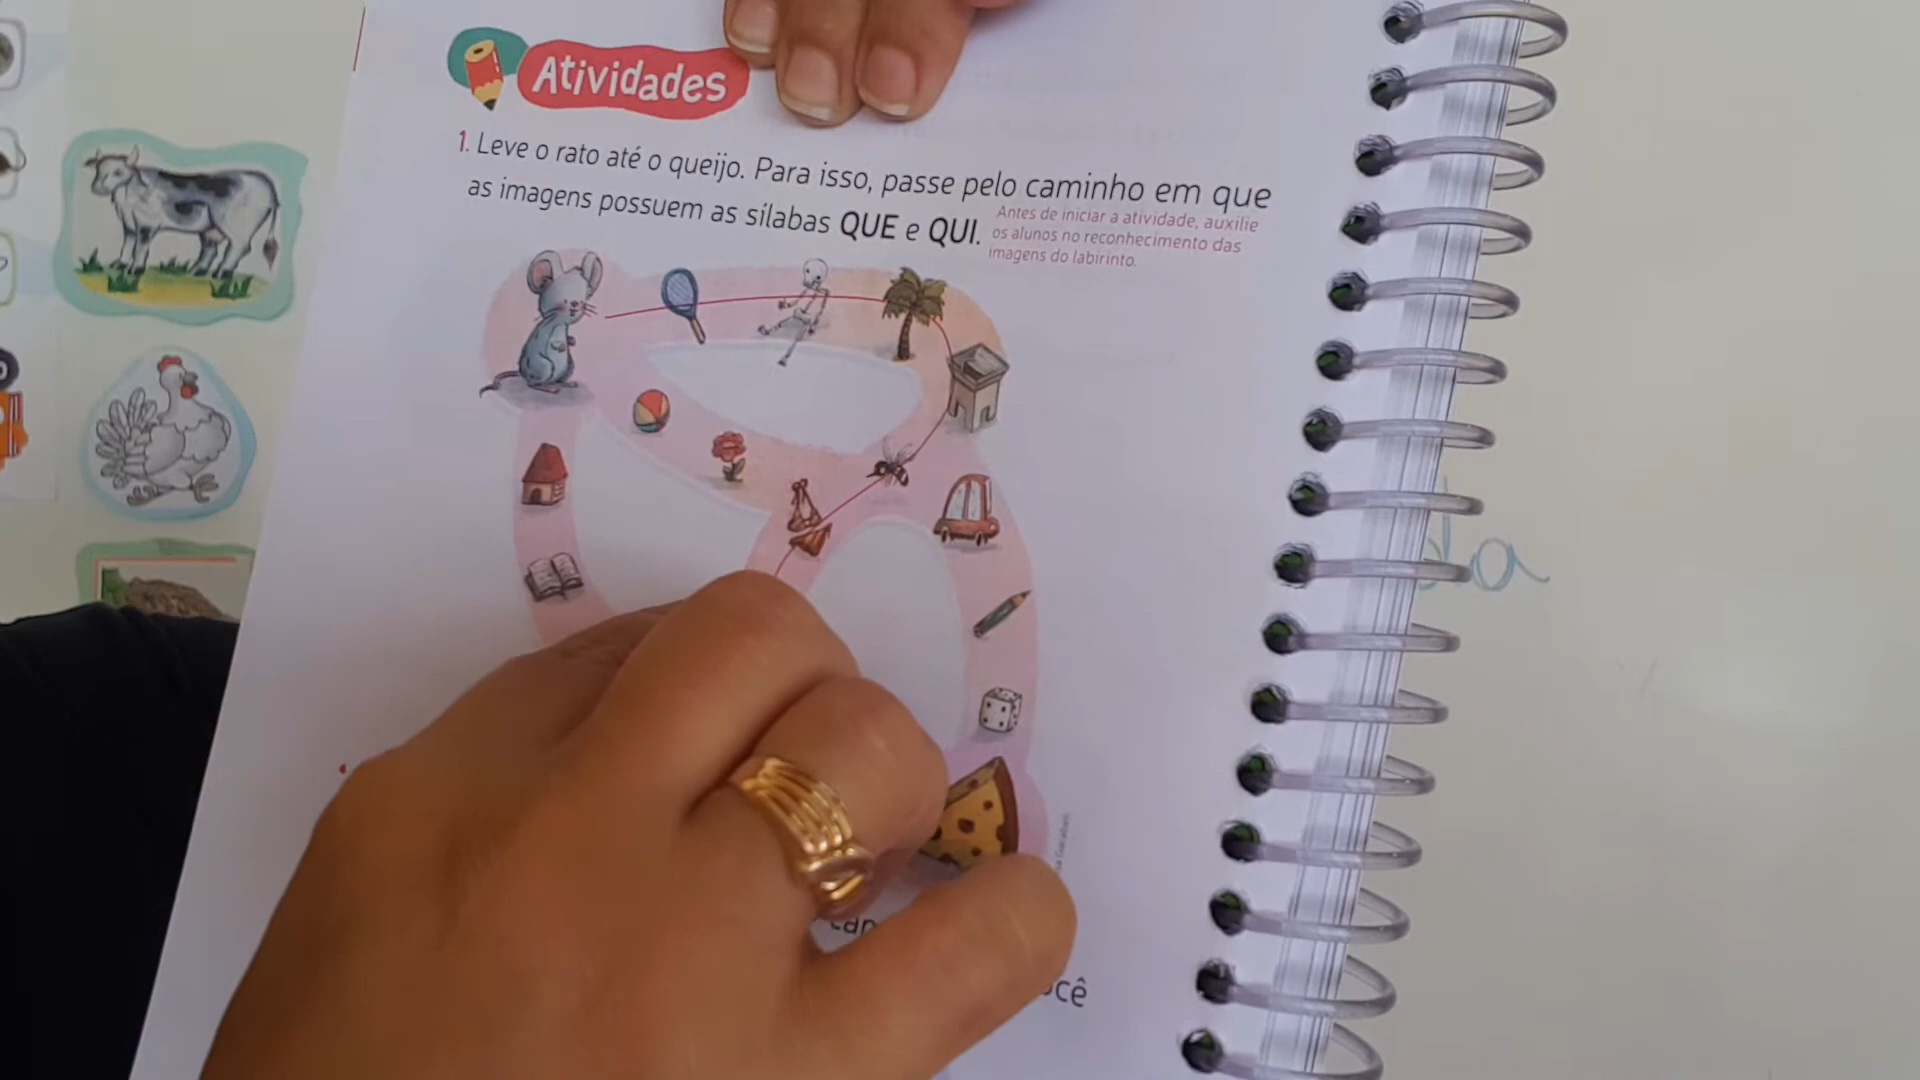 Atividades
1. Leve o rato até o queijo. Para isso, passe pelo caminho em que
as imagens possuem as sílabas QUE e QUI.
Antes de iniciar a atividade, auxilie
os alunos no reconhecimento das
imagens do labirinto.